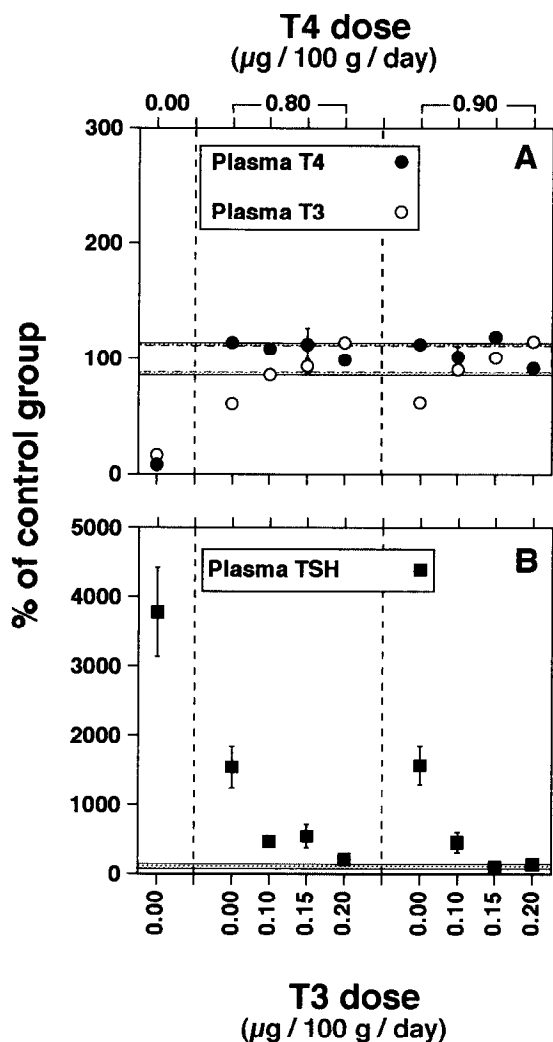 T4 dose
(µg / 100 g / day)
0.00 0.80 0.90
300
A
Plasma T4
Plasma T3
200
100
0
% of control group
5000
B
Plasma TSH
4000
3000
2000
1000
0
0.00 0.00 0.10 0.15 0.20 0.00 0.10 0.15 0.20
T3 dose
(µg / 100 g / day)